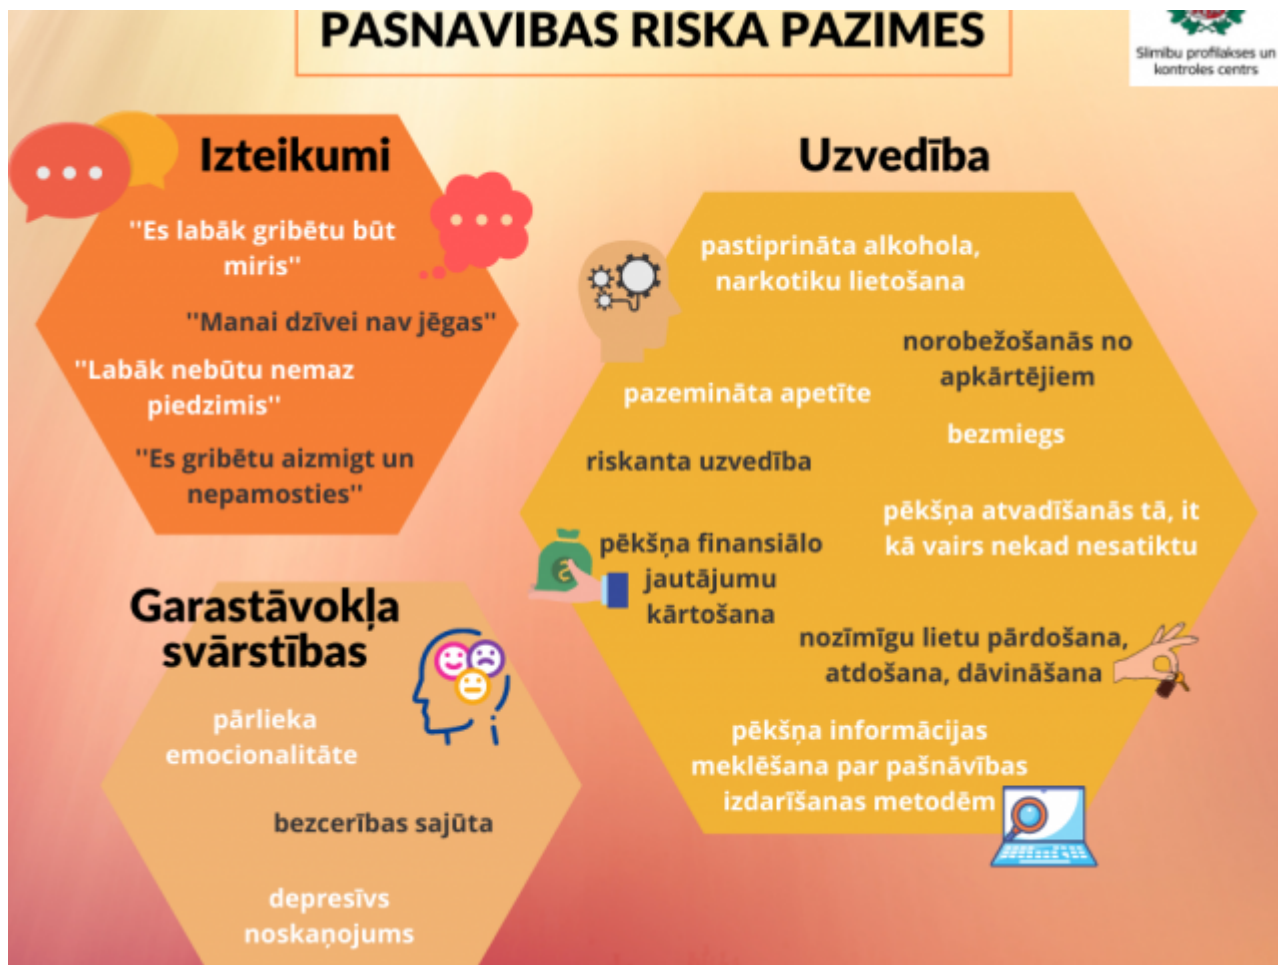 PAŠNĀVĪBAS RISKA PAZĪMES
Slimību profilakses un
kontroles centrs
Izteikumi
"Es labāk gribētu būt
miris"
"Manai dzīvei nav jēgas"
"Labāk nebūtu nemaz
piedzimis"
"Es gribētu aizmigt un
nepamosties"
Uzvedība
pastiprināta alkohola,
narkotiku lietošana
norobežošanās no
apkārtējiem
pazemināta apetīte
bezmiegs
riskanta uzvedība
pēkšņa atvadīšanās tā, it
kā vairs nekad nesatiktu
pēkšņa finansiālo
jautājumu
kārtošana
nozīmīgu lietu pārdošana,
atdošana, dāvināšana
pēkšņa informācijas
meklēšana par pašnāvības
izdarīšanas metodēm
Garastāvokļa
svārstības
pārlieka
emocionalitāte
bezcerības sajūta
depresīvs
noskaņojums